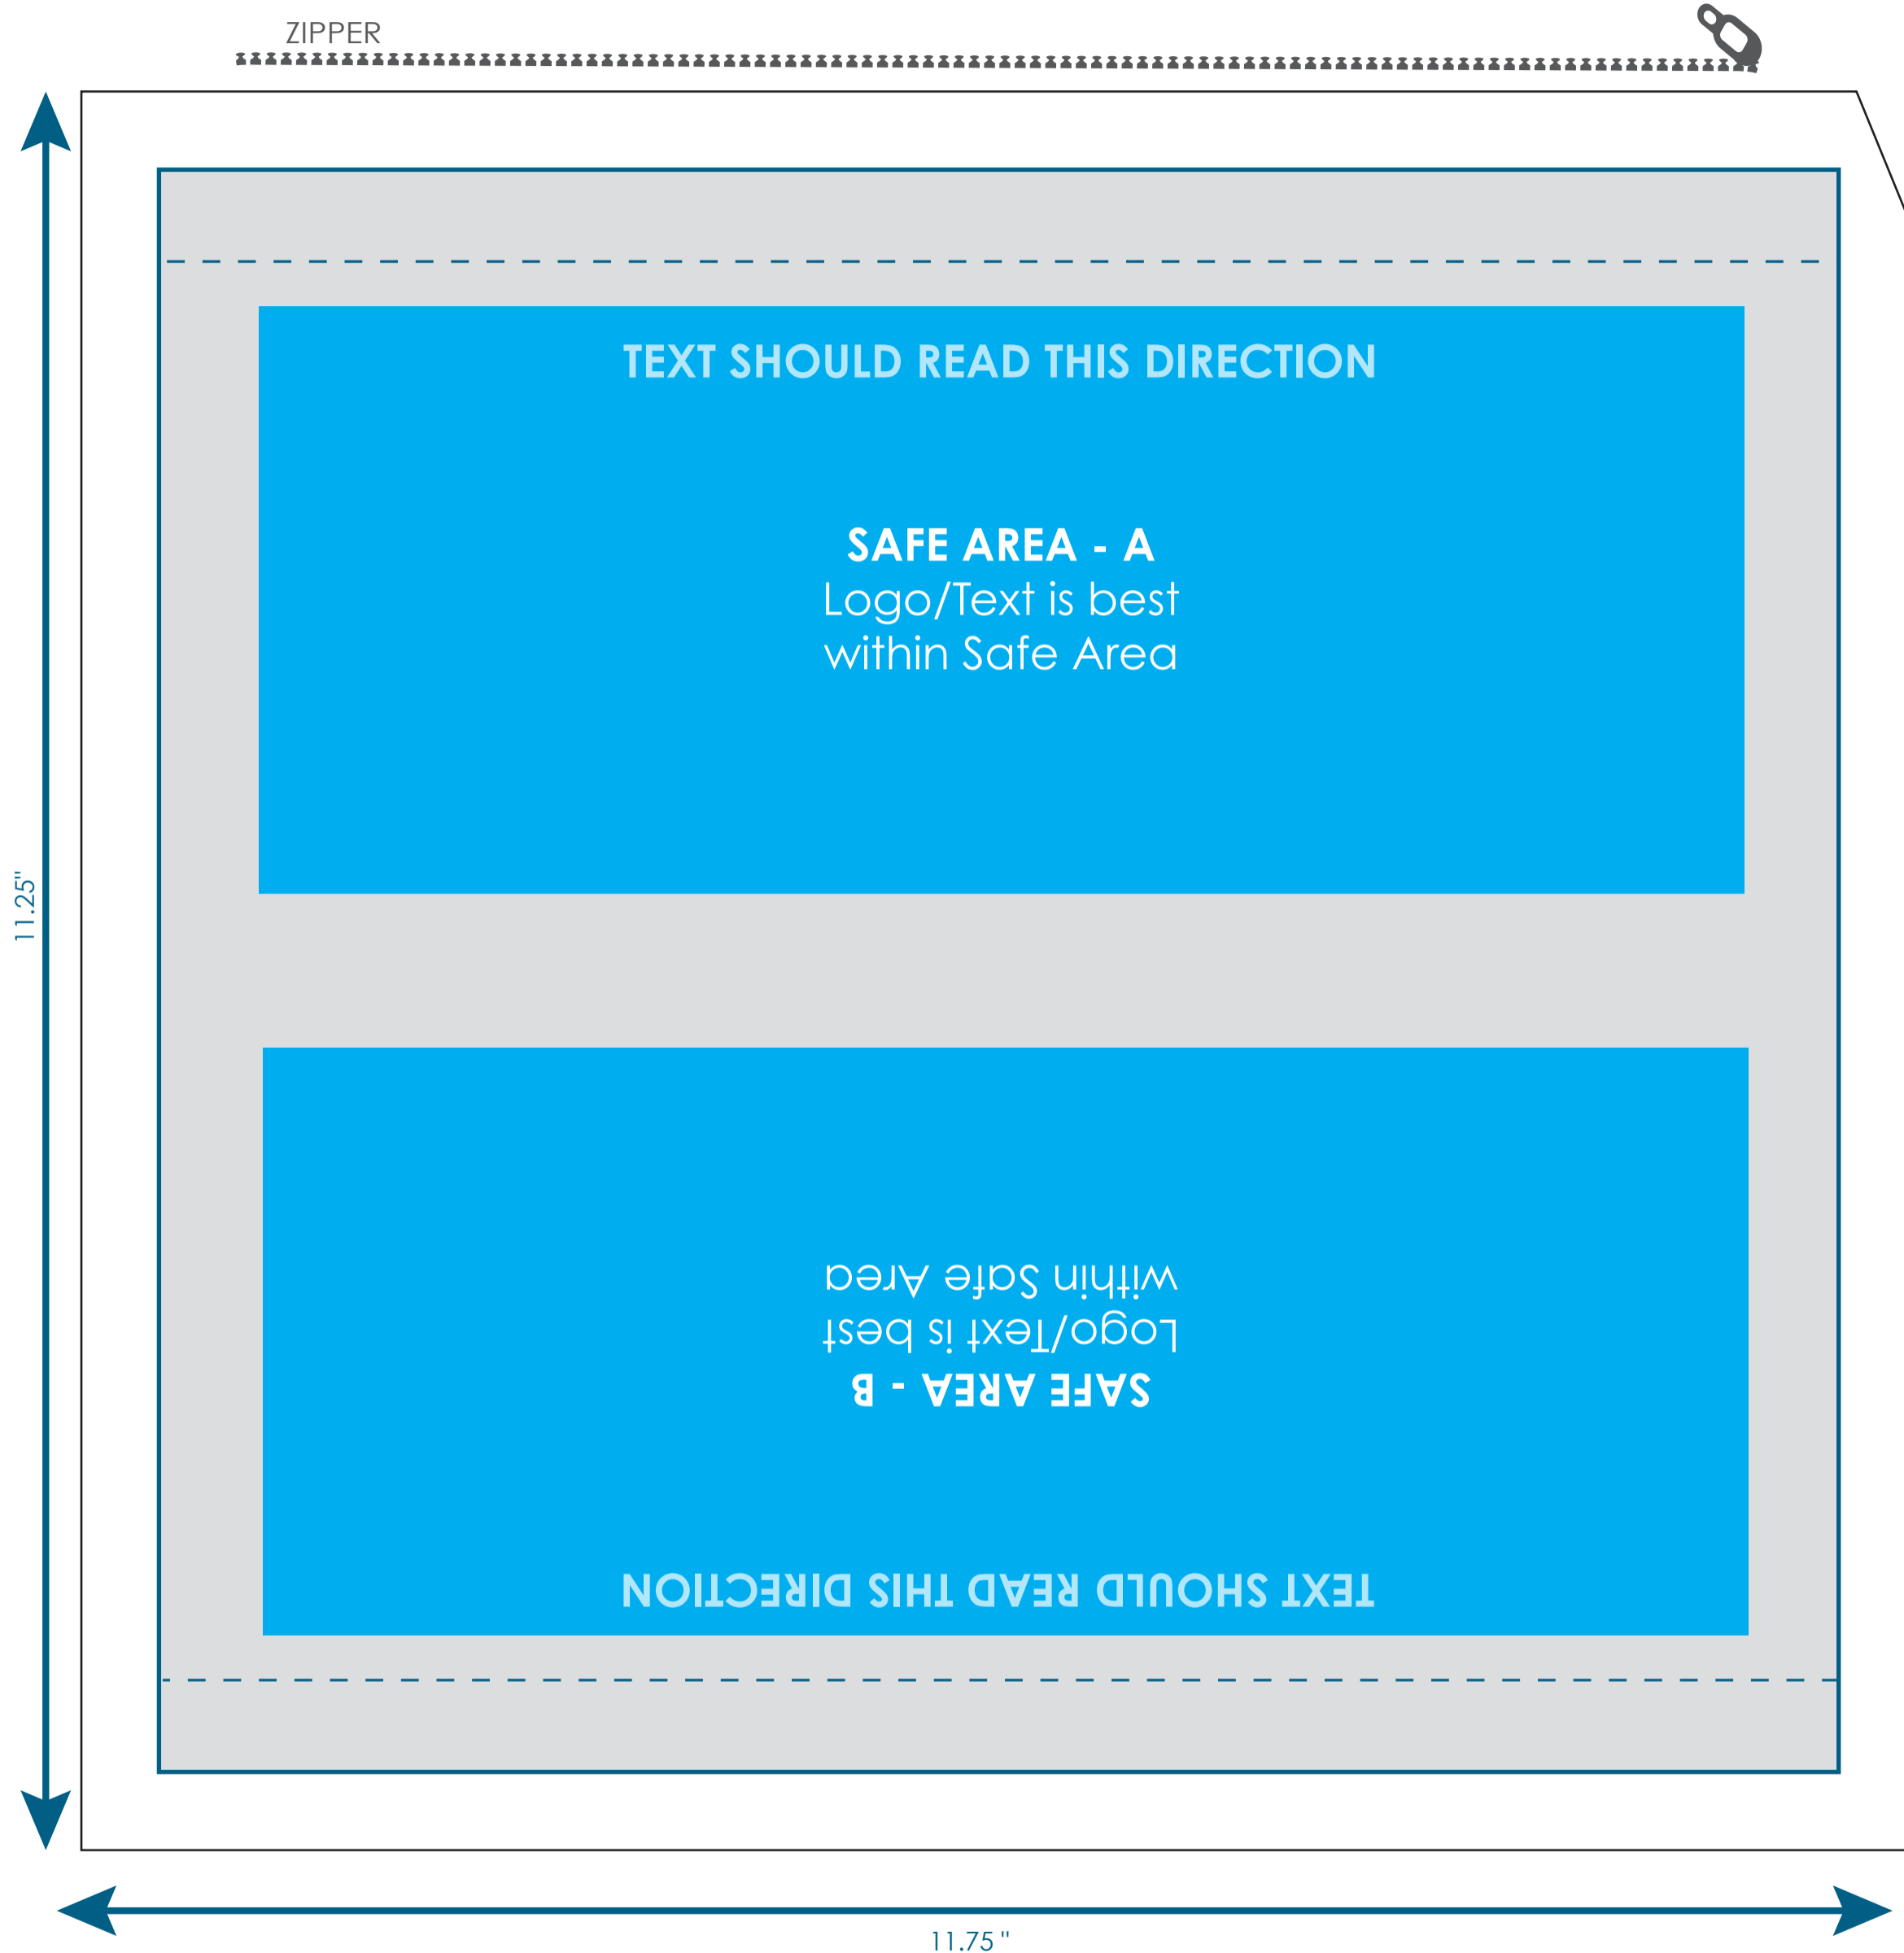 ZIPPER
TEXT SHOULD READ THIS DIRECTION
SAFE AREA - A
Logo/Text is best
within Safe Area
11.25"
TEXT SHOULD READ THIS DIRECTION
SAFE AREA - B
Logo/Text is best
within Safe Area
11.75 "